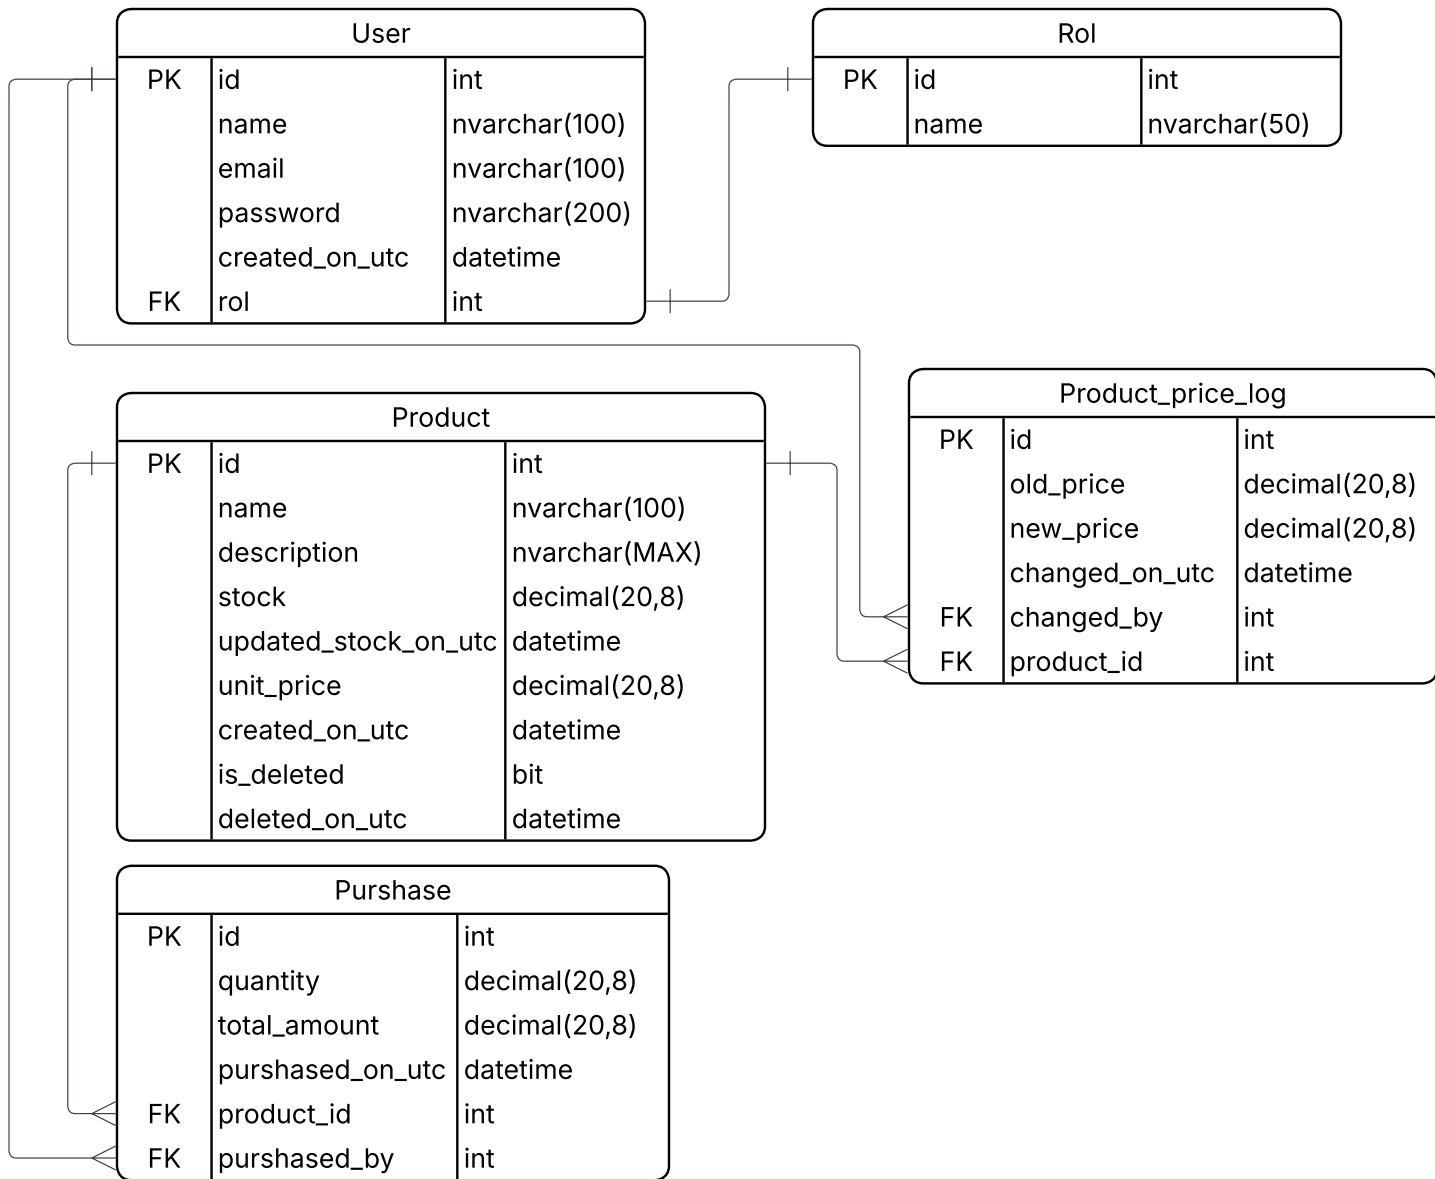 User
PK id int
name nvarchar(100)
email nvarchar(100)
password nvarchar(200)
created_on_utc datetime
FK rol int
Rol
PK id int
name nvarchar(50)
Product
PK id int
name nvarchar(100)
description nvarchar(MAX)
stock decimal(20,8)
updated_stock_on_utc datetime
unit_price decimal(20,8)
created_on_utc datetime
is_deleted bit
deleted_on_utc datetime
Product_price_log
PK id int
old_price decimal(20,8)
new_price decimal(20,8)
changed_on_utc datetime
FK changed_by int
FK product_id int
Purshase
PK id int
quantity decimal(20,8)
total_amount decimal(20,8)
purshased_on_utc datetime
FK product_id int
FK purshased_by int